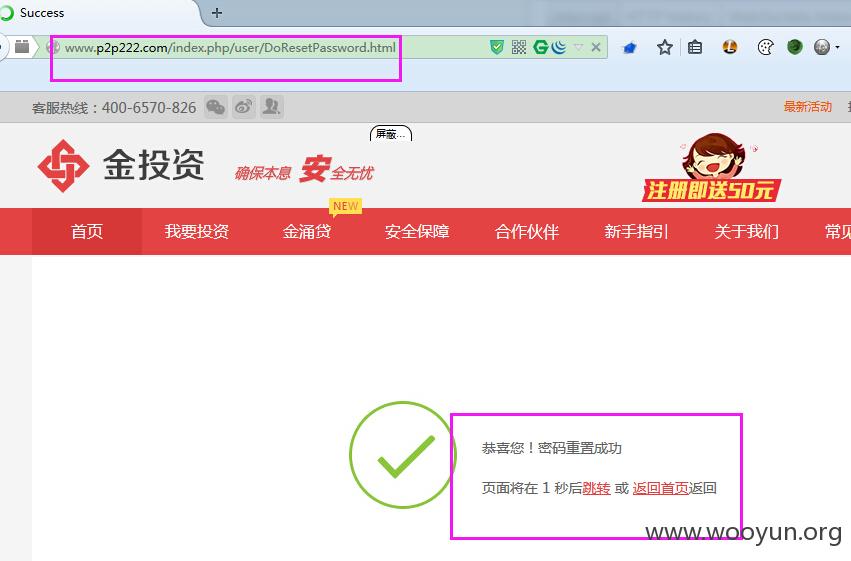 Success
www.p2p222.com/index.php/user/DoResetPassword.html
客服热线：400-6570-826
最新活动
屏蔽...
金投资
确保本息 安全无忧
注册即送50元
NEW
首页 我要投资 金涌贷 安全保障 合作伙伴 新手指引 关于我们 常见
恭喜您！密码重置成功
页面将在 1 秒后跳转 或 返回首页返回
www.wooyun.org